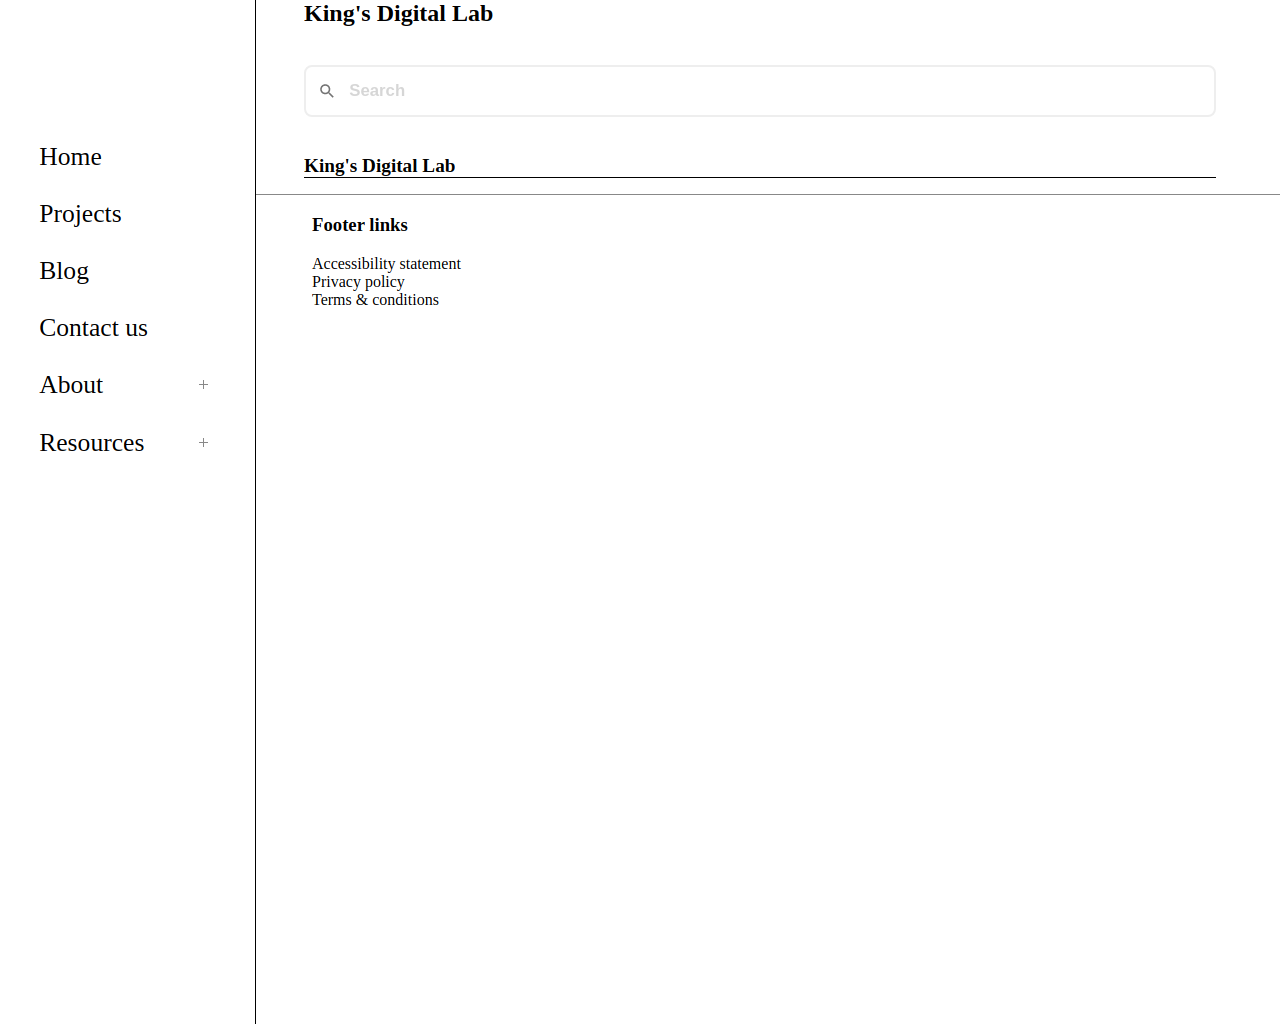 Home
Projects
Blog
Contact us
About +
Resources +
King's Digital Lab
Search
King's Digital Lab
Footer links
Accessibility statement
Privacy policy
Terms & conditions